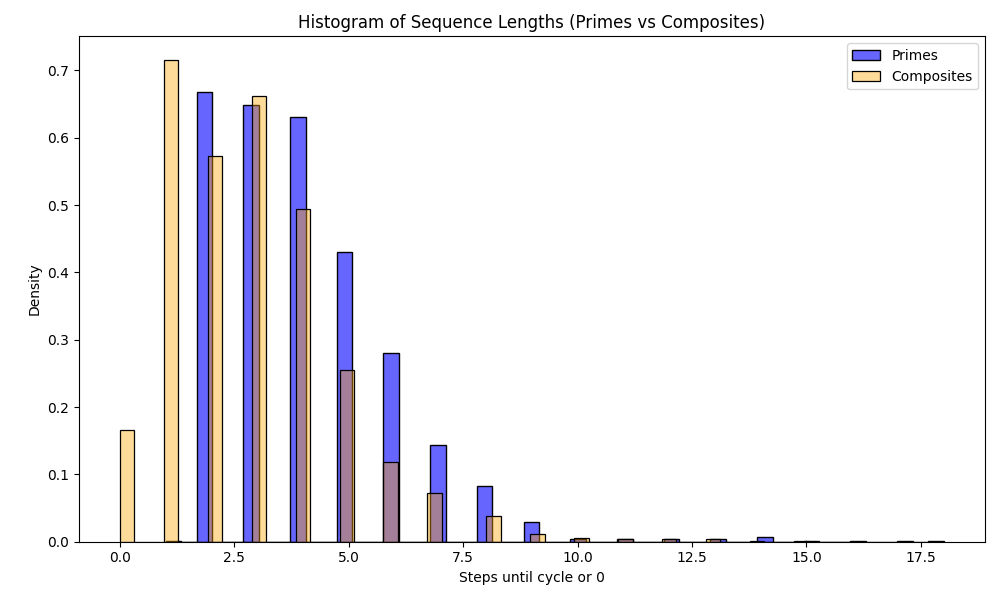 Histogram of Sequence Lengths (Primes vs Composites)
Primes
Composites
Density
0.7
0.6
0.5
0.4
0.3
0.2
0.1
0.0
0.0 2.5 5.0 7.5 10.0 12.5 15.0 17.5
Steps until cycle or 0